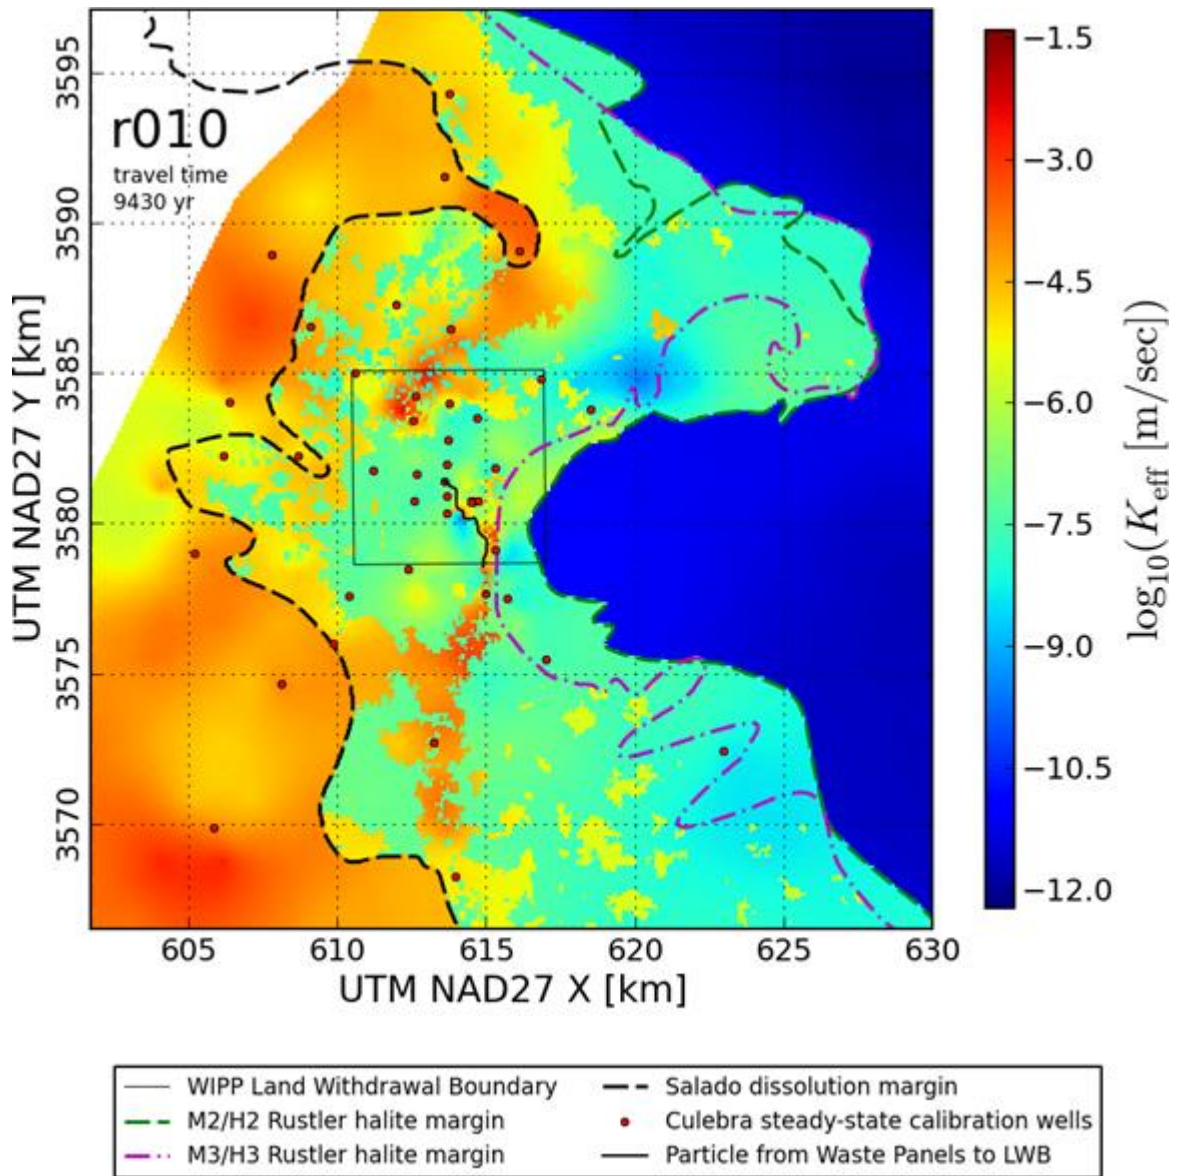 r010
travel time
9430 yr
3595
3590
3585
3580
3575
3570
UTM NAD27 Y [km]
605 610 615 620 625 630
UTM NAD27 X [km]
−1.5
−3.0
−4.5
−6.0
−7.5
−9.0
−10.5
−12.0
log₁₀(K_eff [m/sec])
WIPP Land Withdrawal Boundary
M2/H2 Rustler halite margin
M3/H3 Rustler halite margin
Salado dissolution margin
Culebra steady-state calibration wells
Particle from Waste Panels to LWB